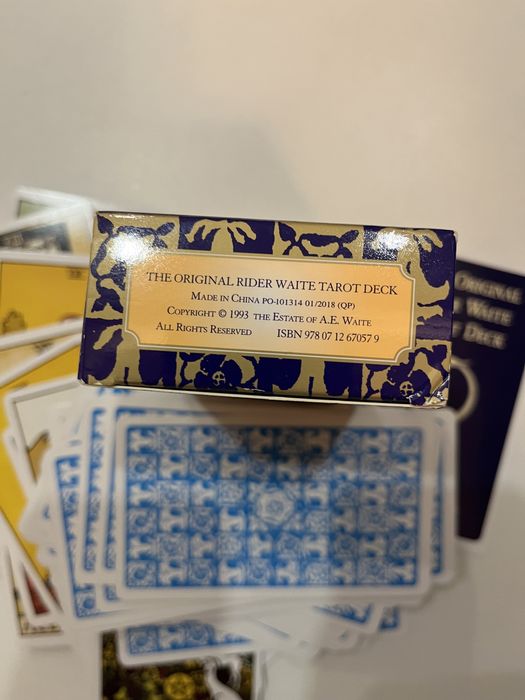 THE ORIGINAL RIDER WAITE TAROT DECK
MADE IN CHINA PO-101314 01/2018 (QP)
COPYRIGHT © 1993 THE ESTATE OF A.E. WAITE
ALL RIGHTS RESERVED ISBN 978 07 12 67057 9
ORIGINAL
WAITE
DECK